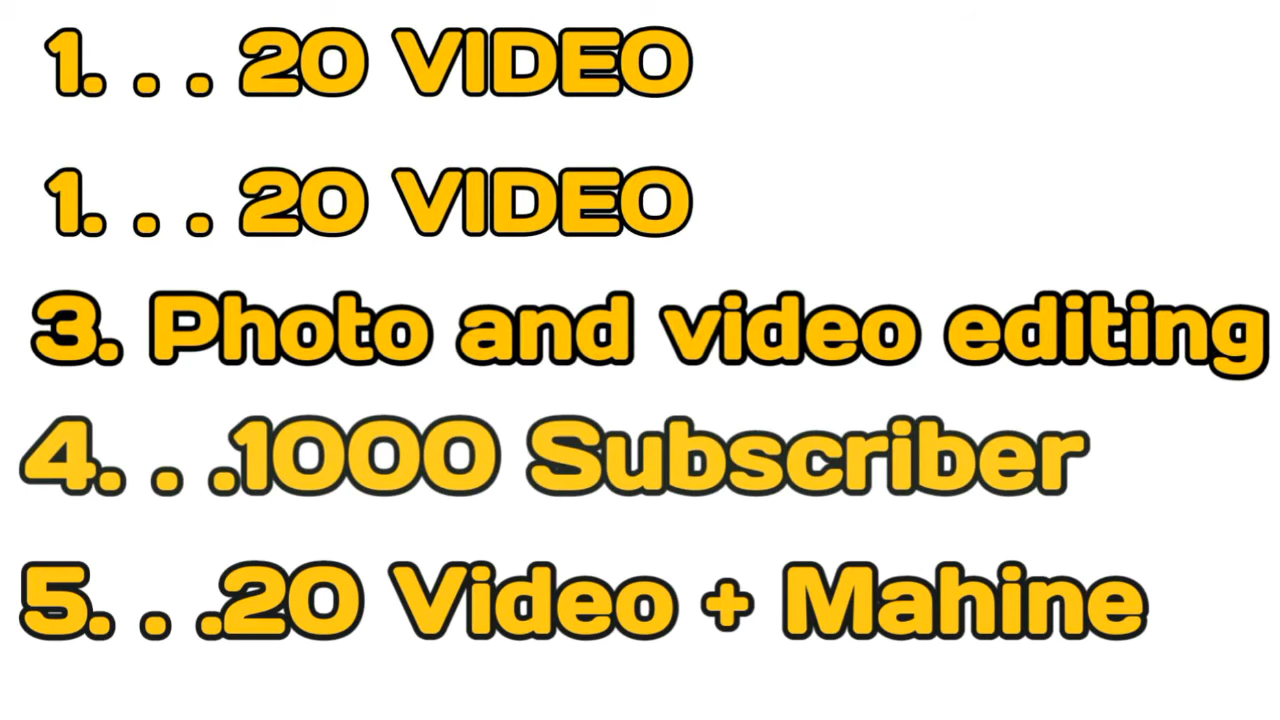 1. . . 20 VIDEO
1. . . 20 VIDEO
3. Photo and video editing
4. . .1000 Subscriber
5. . .20 Video + Mahine